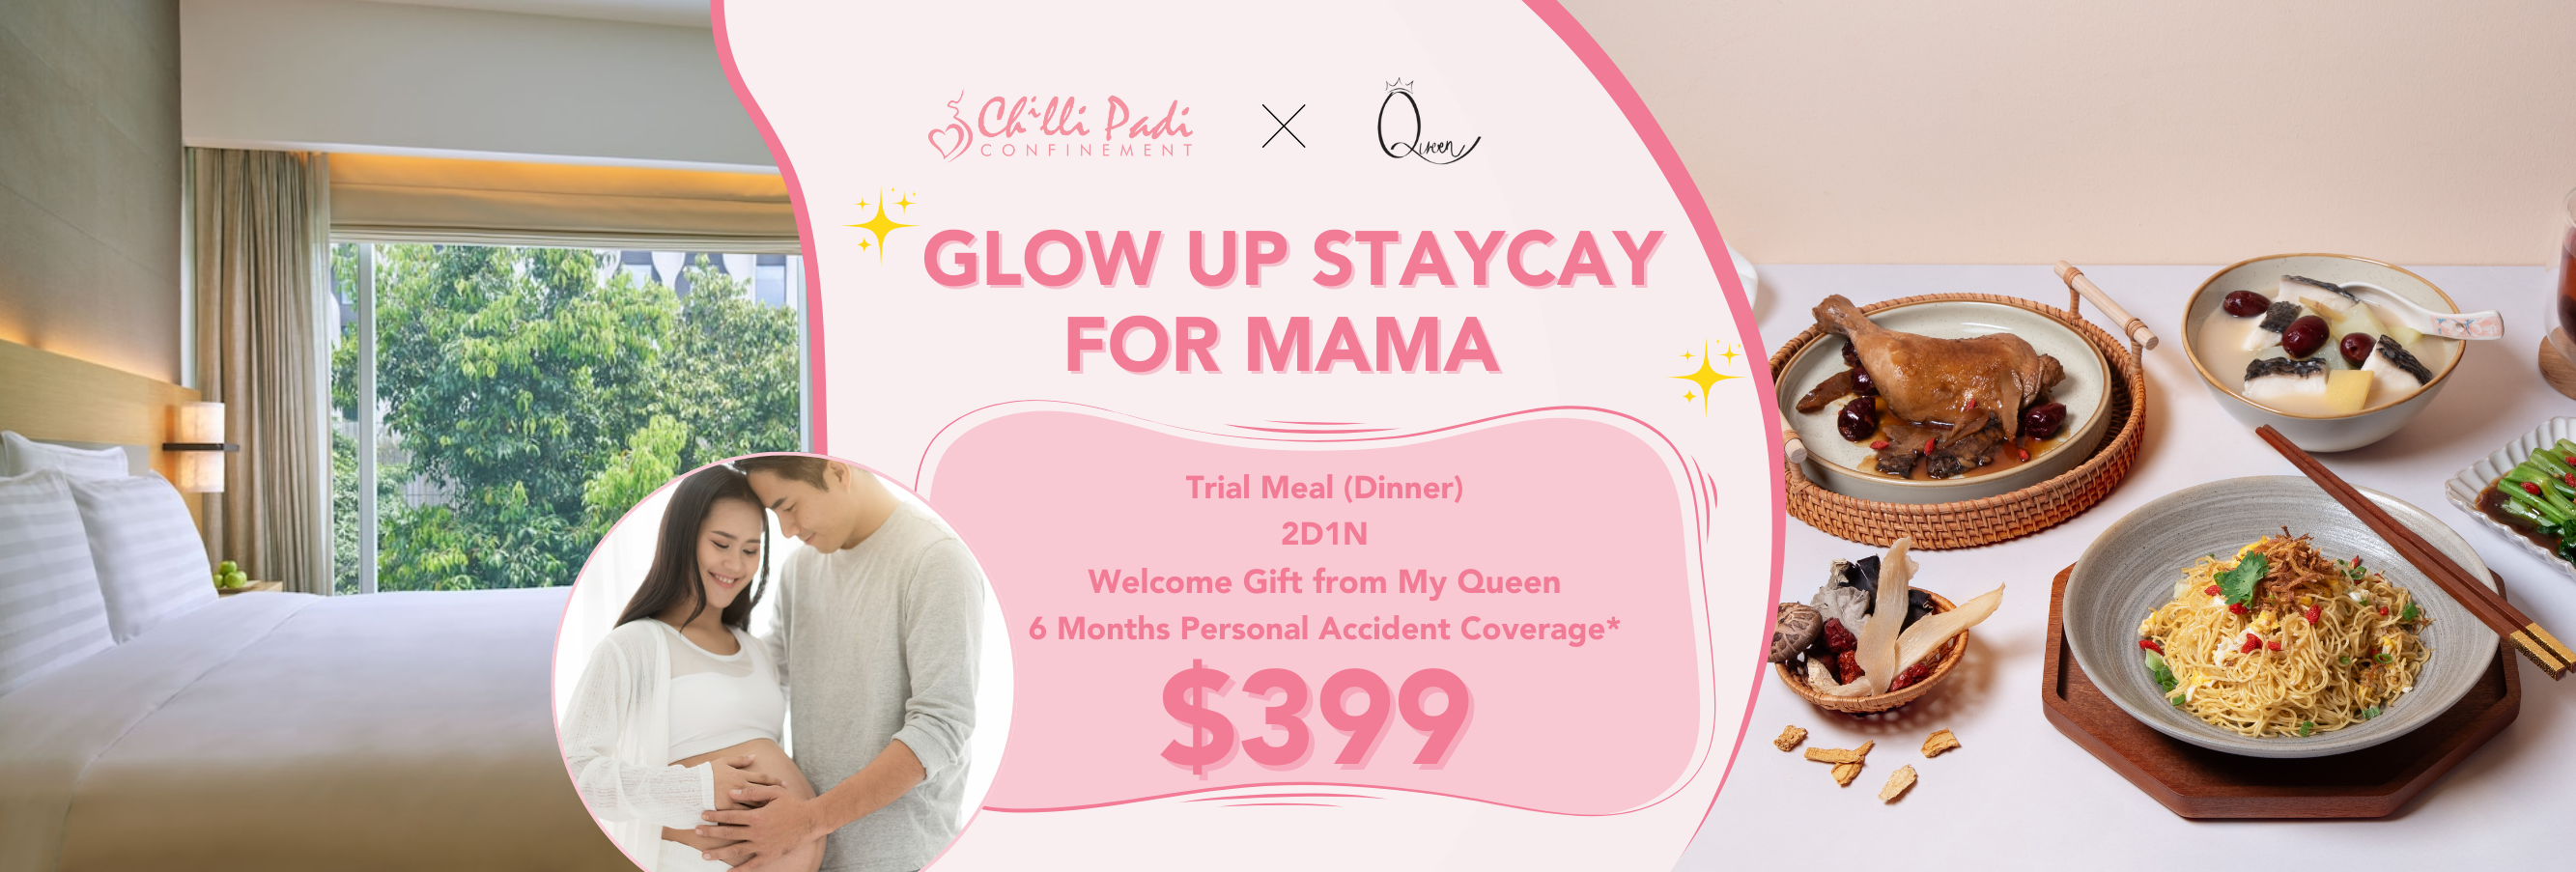 Chilli Padi
CONFINEMENT
Queen
GLOW UP STAYCAY
FOR MAMA
Trial Meal (Dinner)
2D1N
Welcome Gift from My Queen
6 Months Personal Accident Coverage*
$399